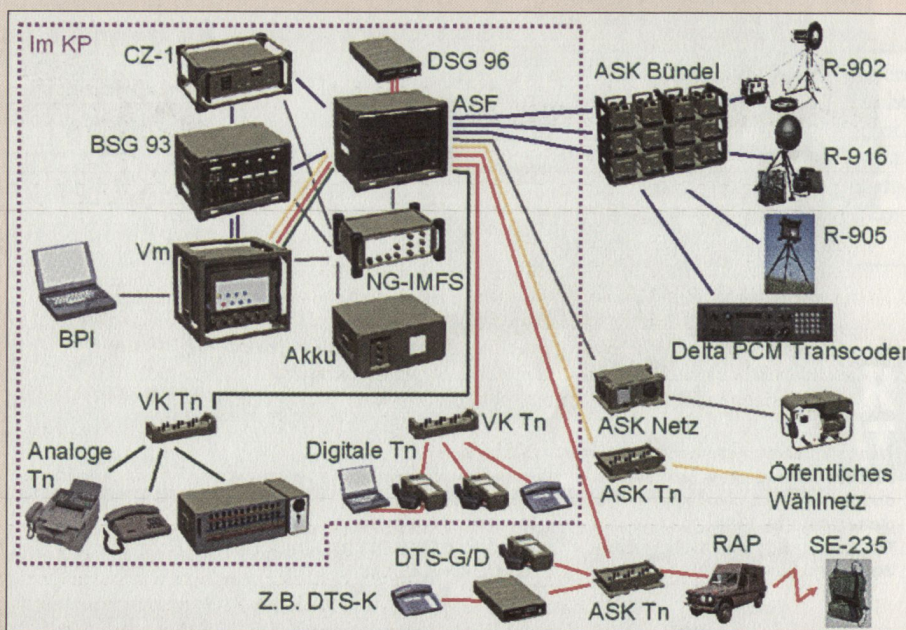 Im KP
CZ-1
DSG 96
ASK Bündel
R-902
ASF
BSG 93
R-916
Vm
R-905
NG-IMFS
BPI
Akku
Delta PCM Transcoder
VK Tn
VK Tn
ASK Netz
Analoge
Tn
Digitale Tn
ASK Tn
Öffentliches
Wählnetz
DTS-G/D
RAP
SE-235
Z.B. DTS-K
ASK Tn